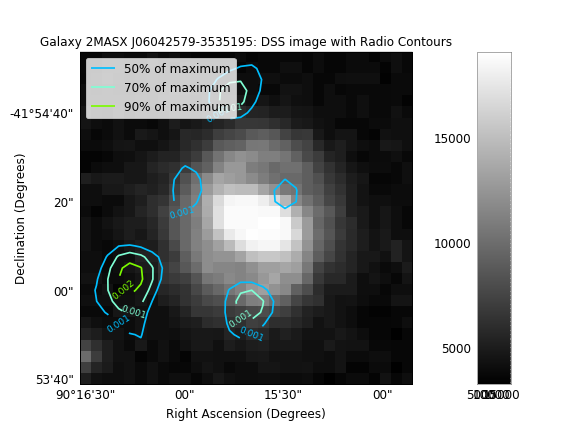 Galaxy 2MASX J06042579-3535195: DSS image with Radio Contours
50% of maximum
70% of maximum
90% of maximum
-41°54'40"
20"
00"
53'40"
Declination (Degrees)
0.001
0.002
0.001
0.001
0.001
0.001
90°16'30"
00"
15'30"
00"
Right Ascension (Degrees)
15000
10000
5000